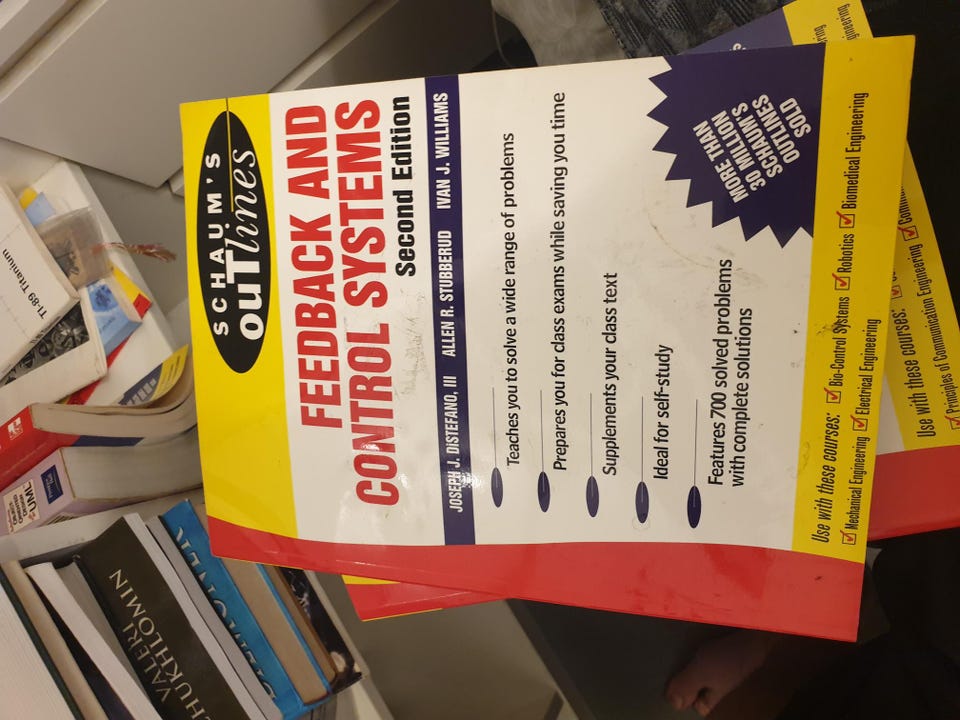 SCHAUM'S
ouTlines
FEEDBACK AND
CONTROL SYSTEMS
Second Edition
JOSEPH J. DiSTEFANO, III ALLEN R. STUBBERUD IVAN J. WILLIAMS
Teaches you to solve a wide range of problems
Prepares you for class exams while saving you time
Supplements your class text
Ideal for self-study
Features 700 solved problems
with complete solutions
MORE THAN
30 MILLION
SCHAUM'S
OUTLINES
SOLD
Use with these courses: Bio-Control Systems Robotics Biomedical Engineering
Mechanical Engineering Electrical Engineering
Use with these courses:
Principles of Communication Engineering
TI-89 Titanium
UML
VALERI